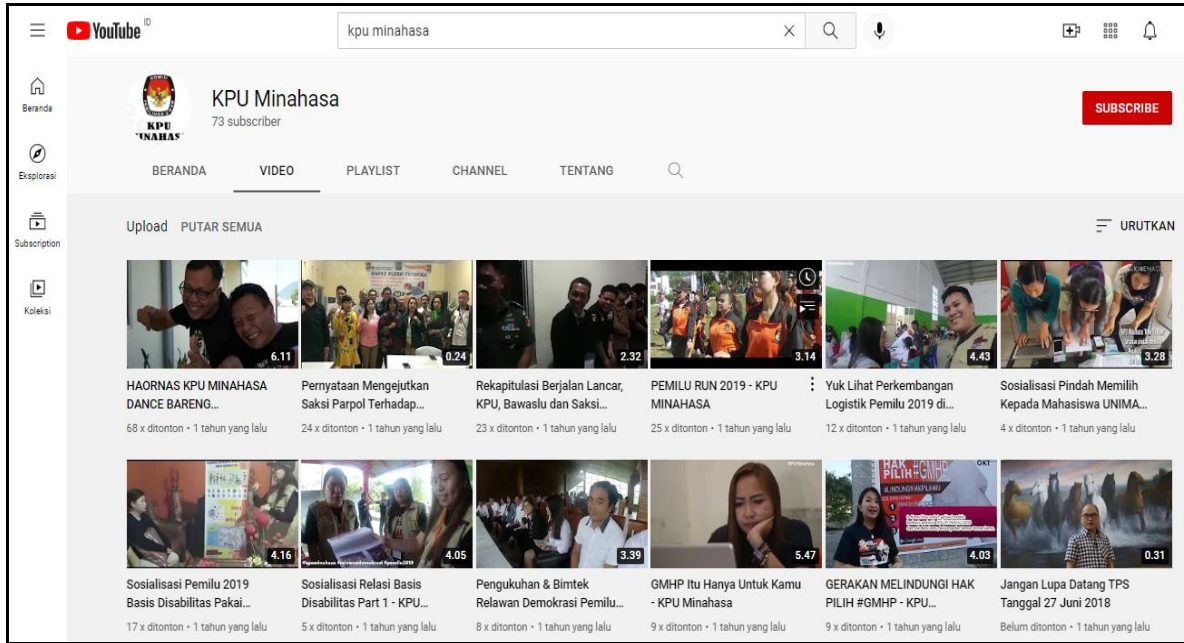 YouTube ID
kpu minahasa
Beranda
Eksplorasi
Subscription
Koleksi
KPU
KPU Minahasa
73 subscriber
SUBSCRIBE
BERANDA VIDEO PLAYLIST CHANNEL TENTANG
Upload PUTAR SEMUA
URUTKAN
6.11
0.24
2.32
3.14
4.43
3.28
HAORNAS KPU MINAHASA
DANCE BARENG...
68 x ditonton • 1 tahun yang lalu
Pernyataan Mengejutkan
Saksi Parpol Terhadap...
24 x ditonton • 1 tahun yang lalu
Rekapitulasi Berjalan Lancar,
KPU, Bawaslu dan Saksi...
23 x ditonton • 1 tahun yang lalu
PEMILU RUN 2019 - KPU
MINAHASA
25 x ditonton • 1 tahun yang lalu
Yuk Lihat Perkembangan
Logistik Pemilu 2019 di...
12 x ditonton • 1 tahun yang lalu
Sosialisasi Pindah Memilih
Kepada Mahasiswa UNIMA...
4 x ditonton • 1 tahun yang lalu
4.16
4.05
3.39
5.47
HAK
PILIH #GMHP
4.03
0.31
Sosialisasi Pemilu 2019
Basis Disabilitas Pakai...
17 x ditonton • 1 tahun yang lalu
Sosialisasi Relasi Basis
Disabilitas Part 1 - KPU...
5 x ditonton • 1 tahun yang lalu
Pengukuhan & Bimtek
Relawan Demokrasi Pemilu...
8 x ditonton • 1 tahun yang lalu
GMHP Itu Hanya Untuk Kamu
- KPU Minahasa
9 x ditonton • 1 tahun yang lalu
GERAKAN MELINDUNGI HAK
PILIH #GMHP - KPU...
9 x ditonton • 1 tahun yang lalu
Jangan Lupa Datang TPS
Tanggal 27 Juni 2018
Belum ditonton • 1 tahun yang lalu